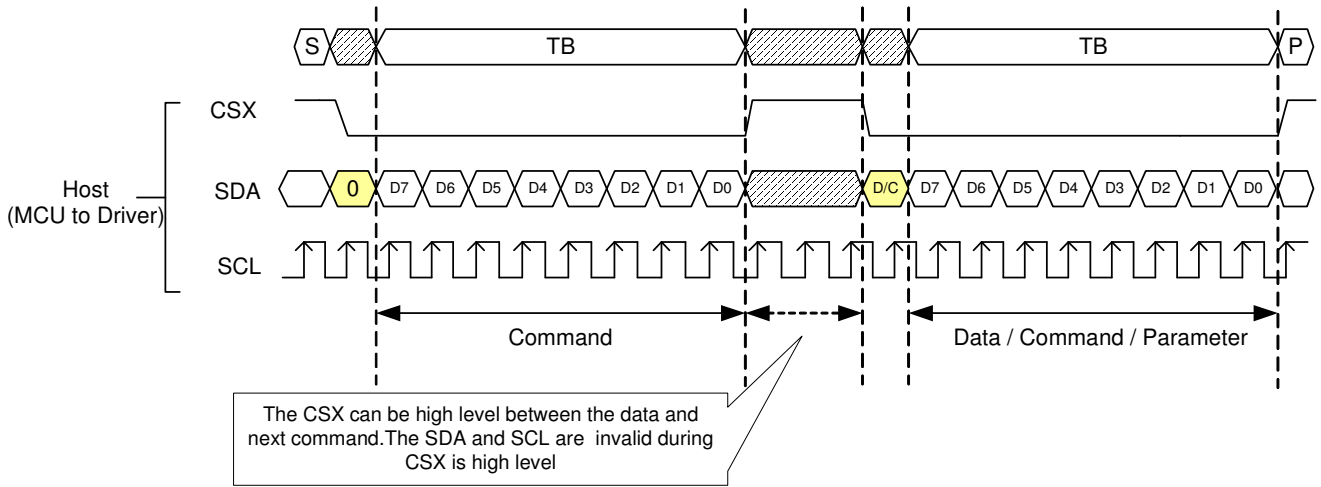 S TB TB P
CSX
Host
(MCU to Driver)
SDA 0 D7 D6 D5 D4 D3 D2 D1 D0 D/C D7 D6 D5 D4 D3 D2 D1 D0
SCL
Command Data / Command / Parameter
The CSX can be high level between the data and
next command.The SDA and SCL are invalid during
CSX is high level